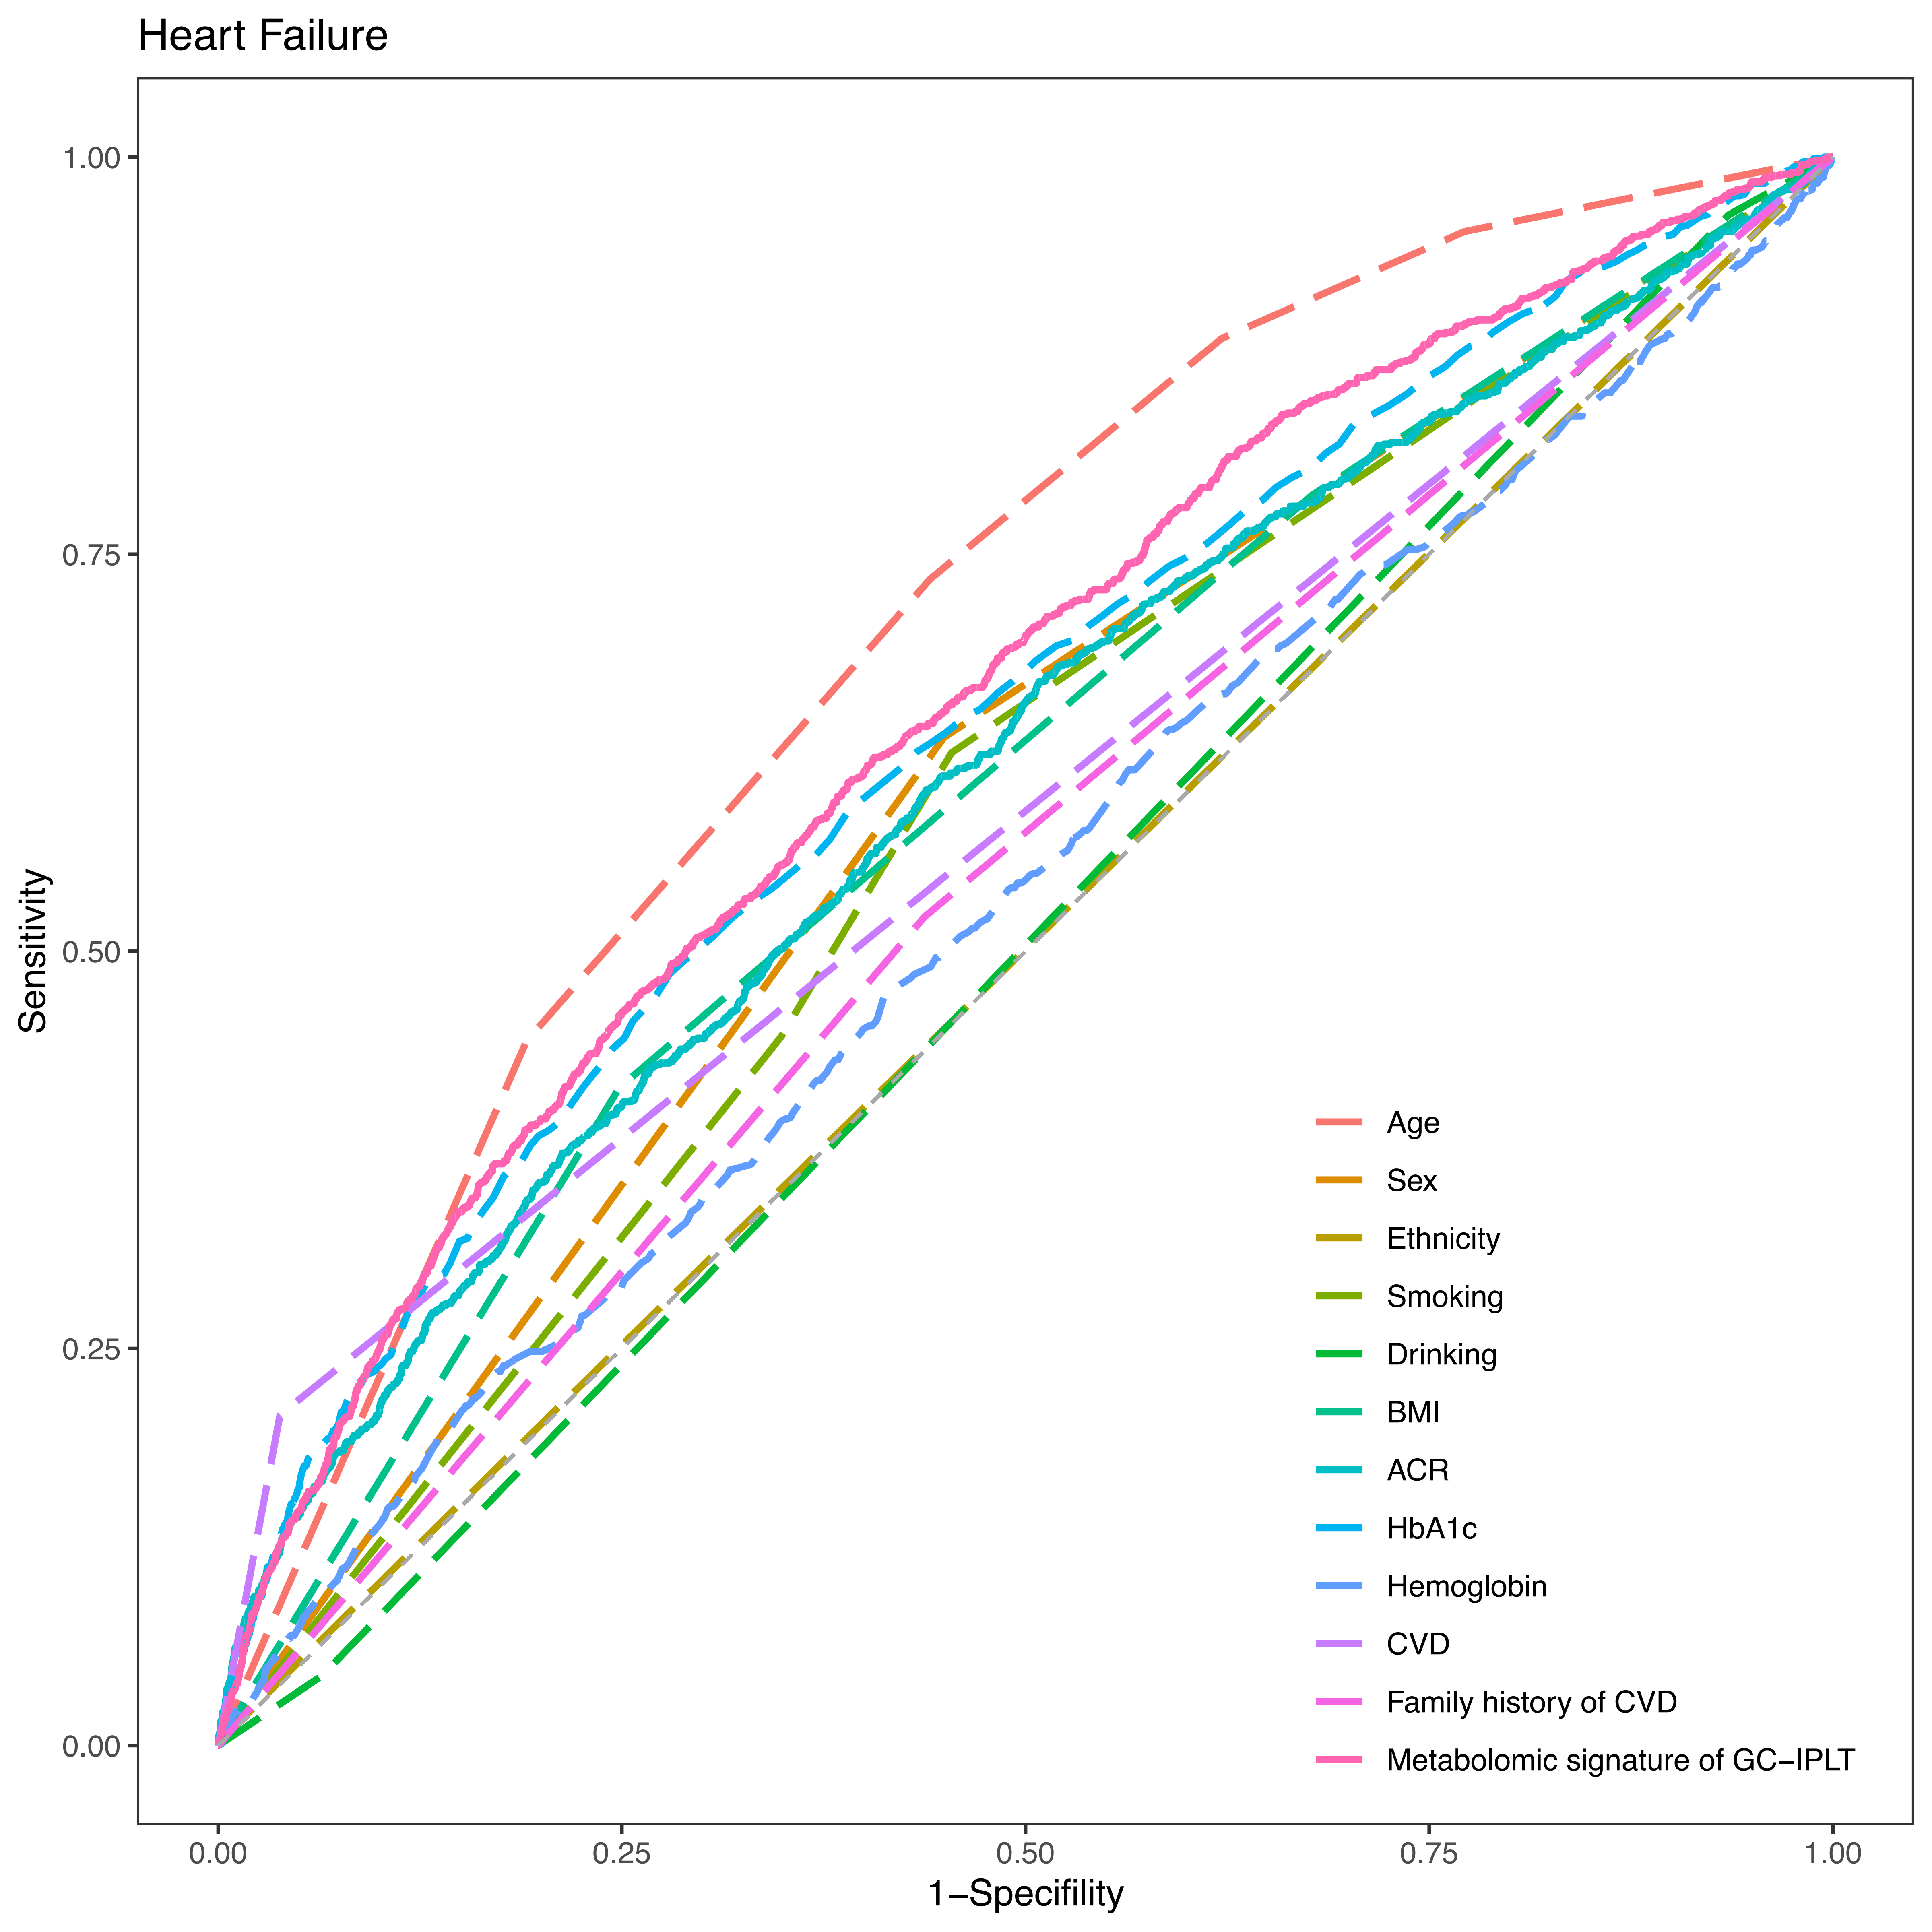 Heart Failure
1.00
0.75
0.50
0.25
0.00
Sensitivity
Age
Sex
Ethnicity
Smoking
Drinking
BMI
ACR
HbA1c
Hemoglobin
CVD
Family history of CVD
Metabolomic signature of GC−IPLT
0.00 0.25 0.50 0.75 1.00
1−Specifility